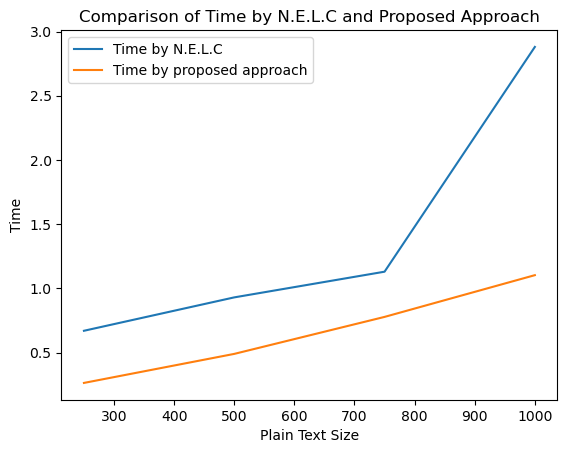 Comparison of Time by N.E.L.C and Proposed Approach
Time by N.E.L.C
Time by proposed approach
3.0
2.5
2.0
1.5
1.0
0.5
Time
300 400 500 600 700 800 900 1000
Plain Text Size